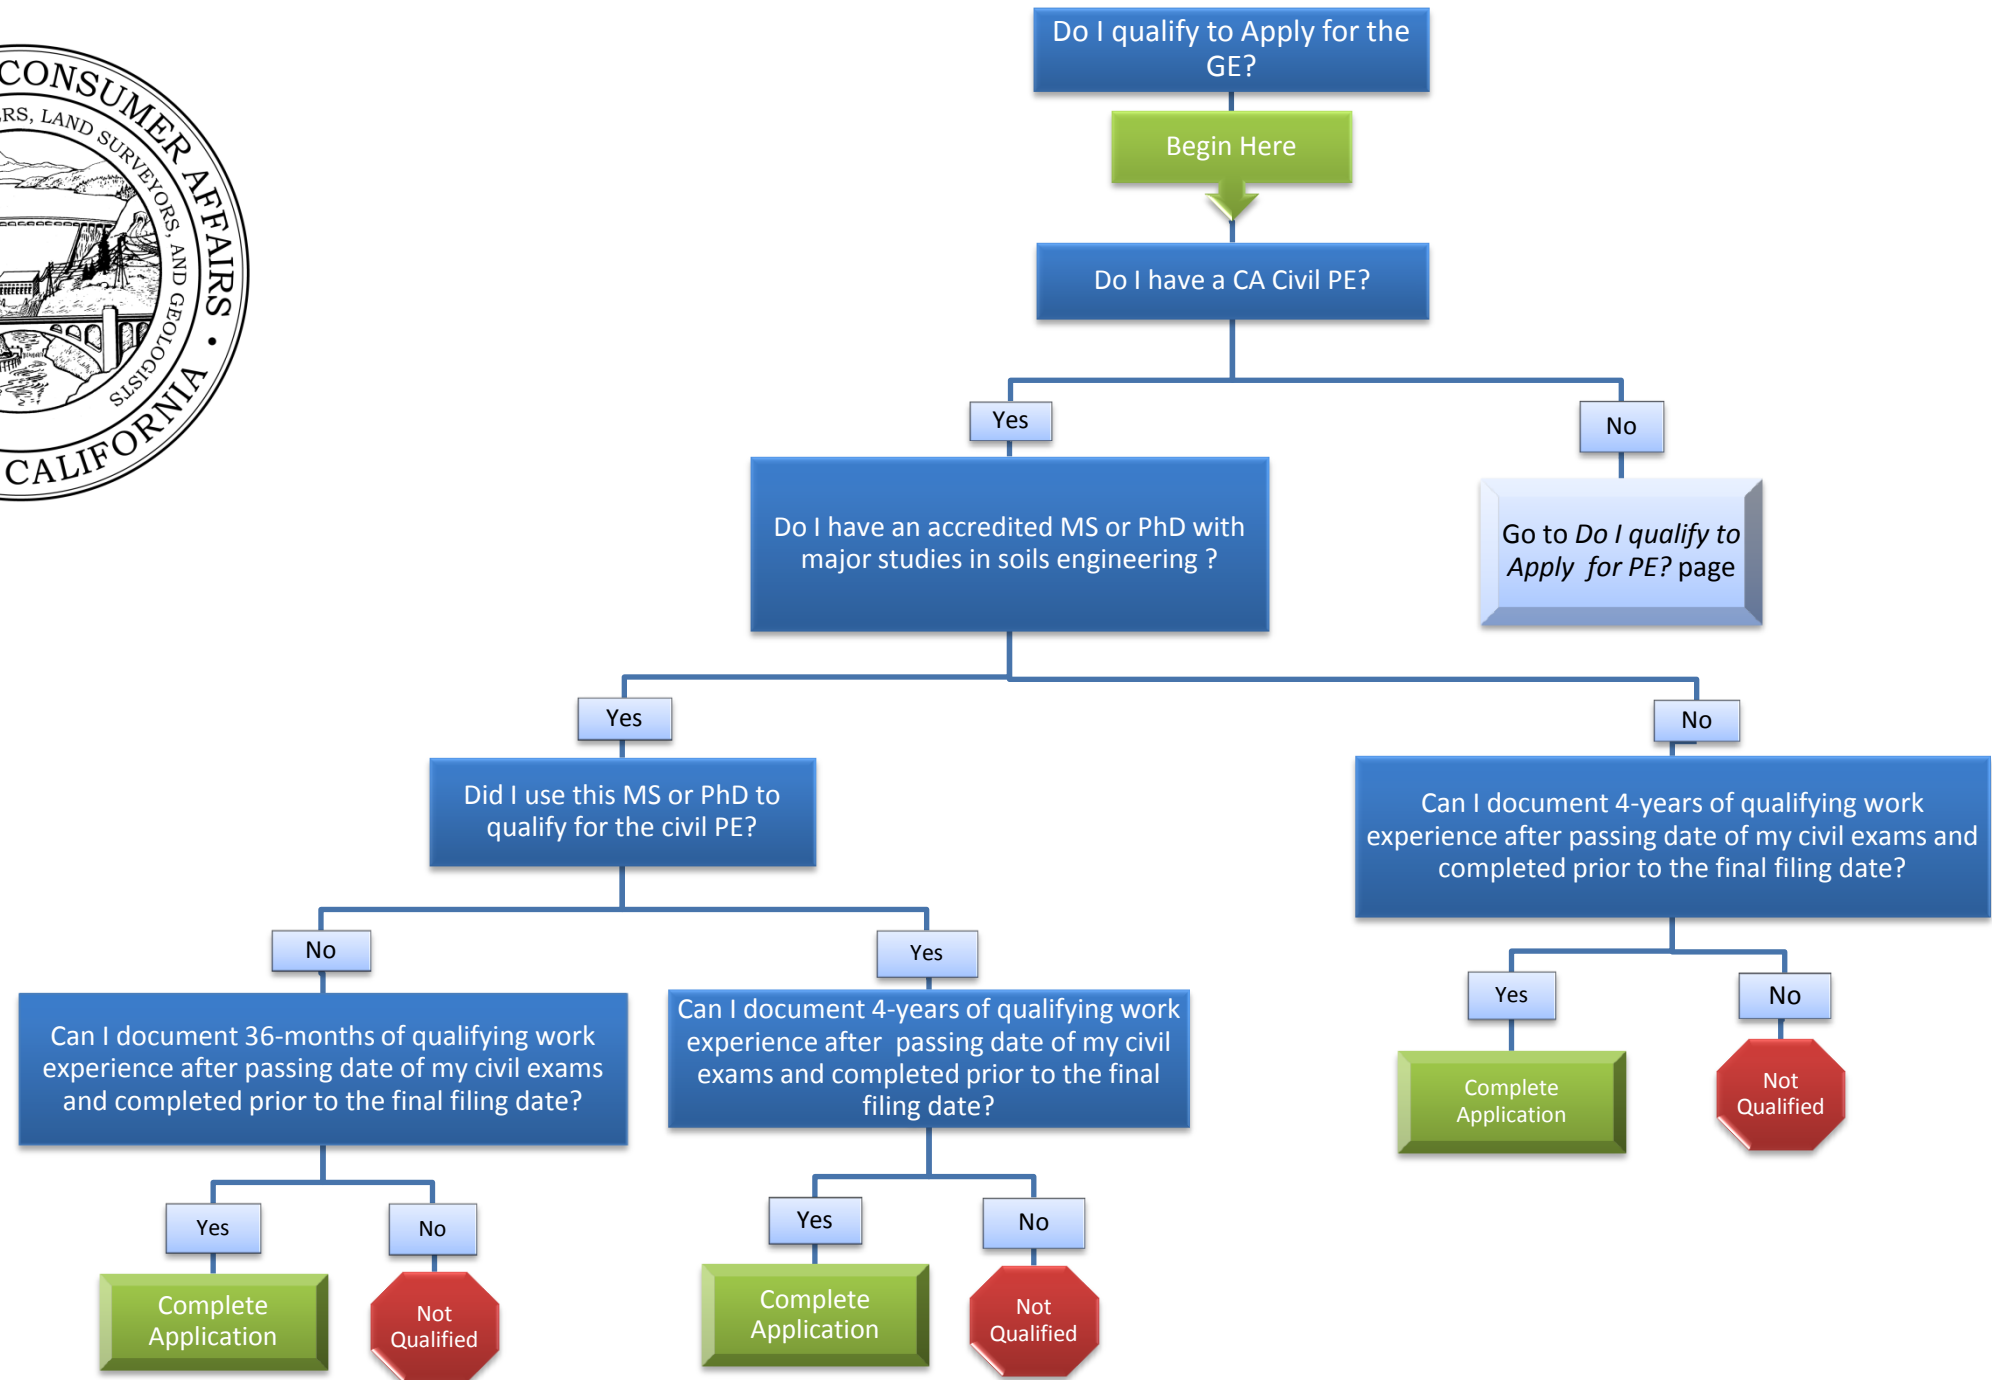 CONSUMER AFFAIRS • CALIFORNIA
RS, LAND SURVEYORS, AND GEOLOGISTS
Do I qualify to Apply for the
GE?
Begin Here
Do I have a CA Civil PE?
Yes
No
Do I have an accredited MS or PhD with
major studies in soils engineering ?
Go to Do I qualify to
Apply for PE? page
Yes
No
Did I use this MS or PhD to
qualify for the civil PE?
Can I document 4-years of qualifying work
experience after passing date of my civil exams and
completed prior to the final filing date?
No
Yes
Yes
No
Can I document 36-months of qualifying work
experience after passing date of my civil exams
and completed prior to the final filing date?
Can I document 4-years of qualifying work
experience after passing date of my civil
exams and completed prior to the final
filing date?
Complete
Application
Not
Qualified
Yes
No
Yes
No
Complete
Application
Not
Qualified
Complete
Application
Not
Qualified